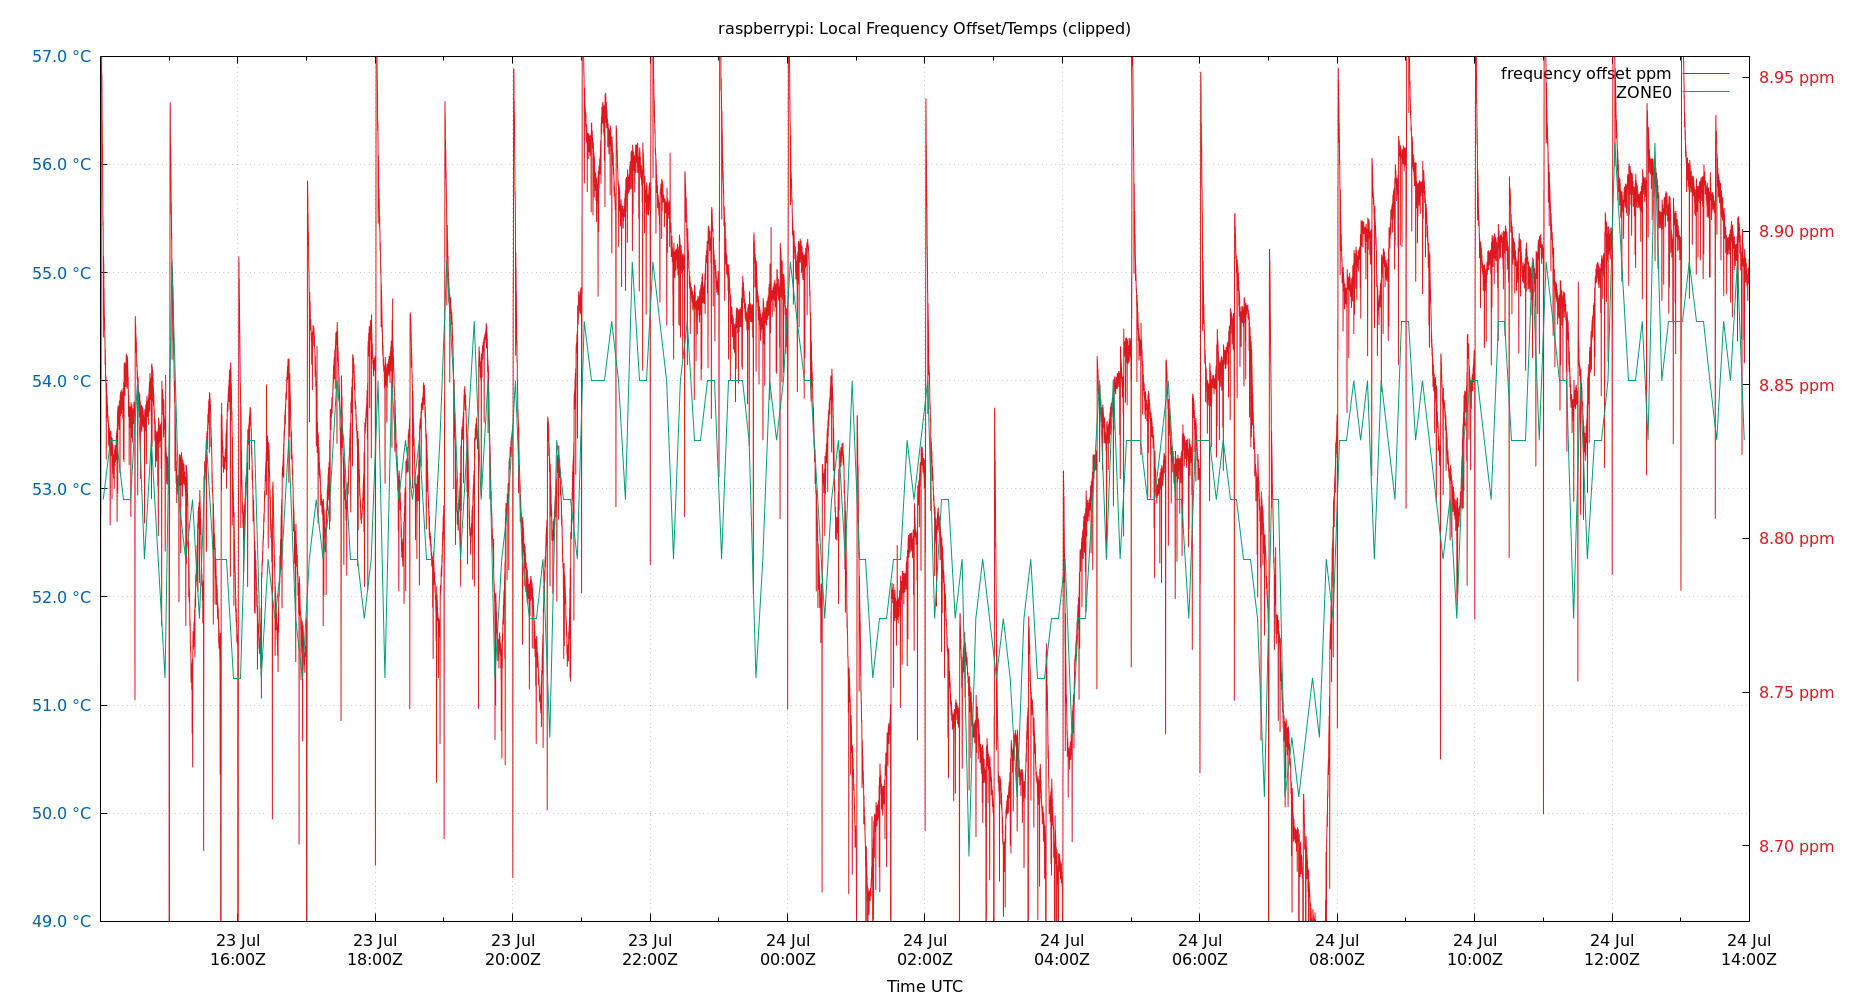 raspberrypi: Local Frequency Offset/Temps (clipped)
57.0 °C
56.0 °C
55.0 °C
54.0 °C
53.0 °C
52.0 °C
51.0 °C
50.0 °C
49.0 °C
frequency offset ppm
ZONE0
8.95 ppm
8.90 ppm
8.85 ppm
8.80 ppm
8.75 ppm
8.70 ppm
23 Jul
16:00Z
23 Jul
18:00Z
23 Jul
20:00Z
23 Jul
22:00Z
24 Jul
00:00Z
24 Jul
02:00Z
24 Jul
04:00Z
24 Jul
06:00Z
24 Jul
08:00Z
24 Jul
10:00Z
24 Jul
12:00Z
24 Jul
14:00Z
Time UTC